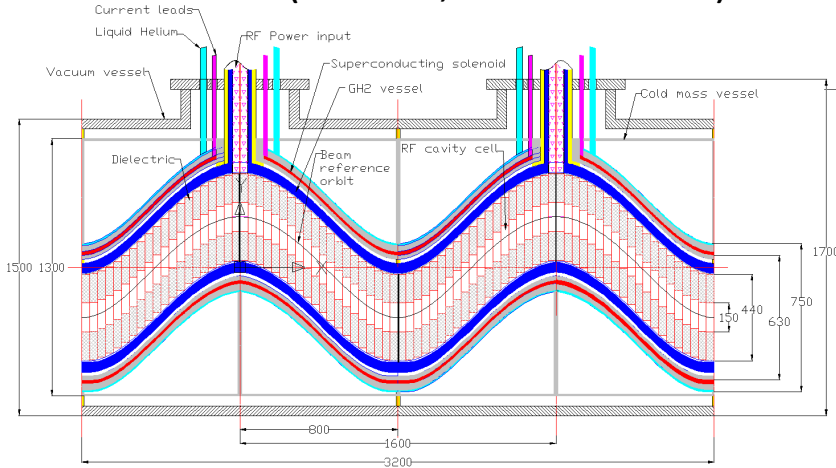 Current leads
Liquid Helium
RF Power input
Superconducting solenoid
Vacuum vessel
GH2 vessel
Cold mass vessel
Dielectric
Beam
reference
orbit
RF cavity cell
Y
X
1500
1300
1700
750
440
150
630
800
1600
3200